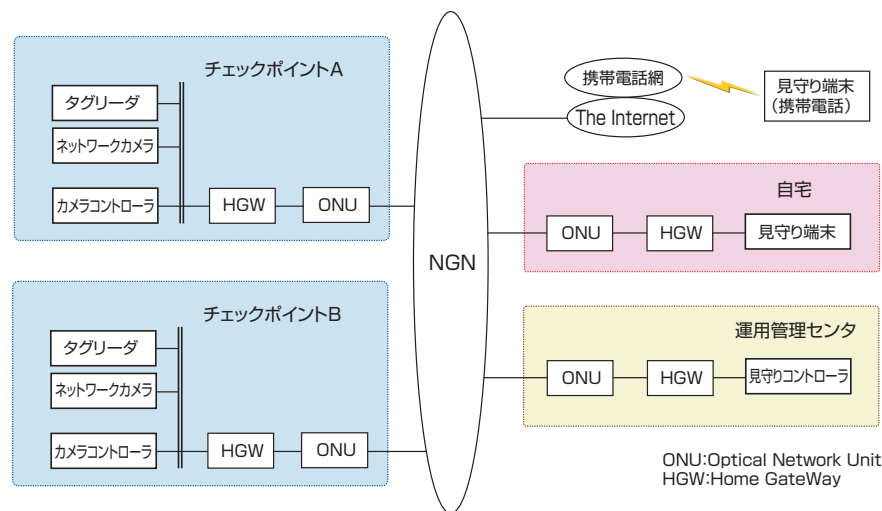 チェックポイントA
タグリーダ
ネットワークカメラ
カメラコントローラ
HGW
ONU
チェックポイントB
タグリーダ
ネットワークカメラ
カメラコントローラ
HGW
ONU
NGN
携帯電話網
The Internet
見守り端末
(携帯電話)
自宅
ONU
HGW
見守り端末
運用管理センタ
ONU
HGW
見守りコントローラ
ONU:Optical Network Unit
HGW:Home GateWay